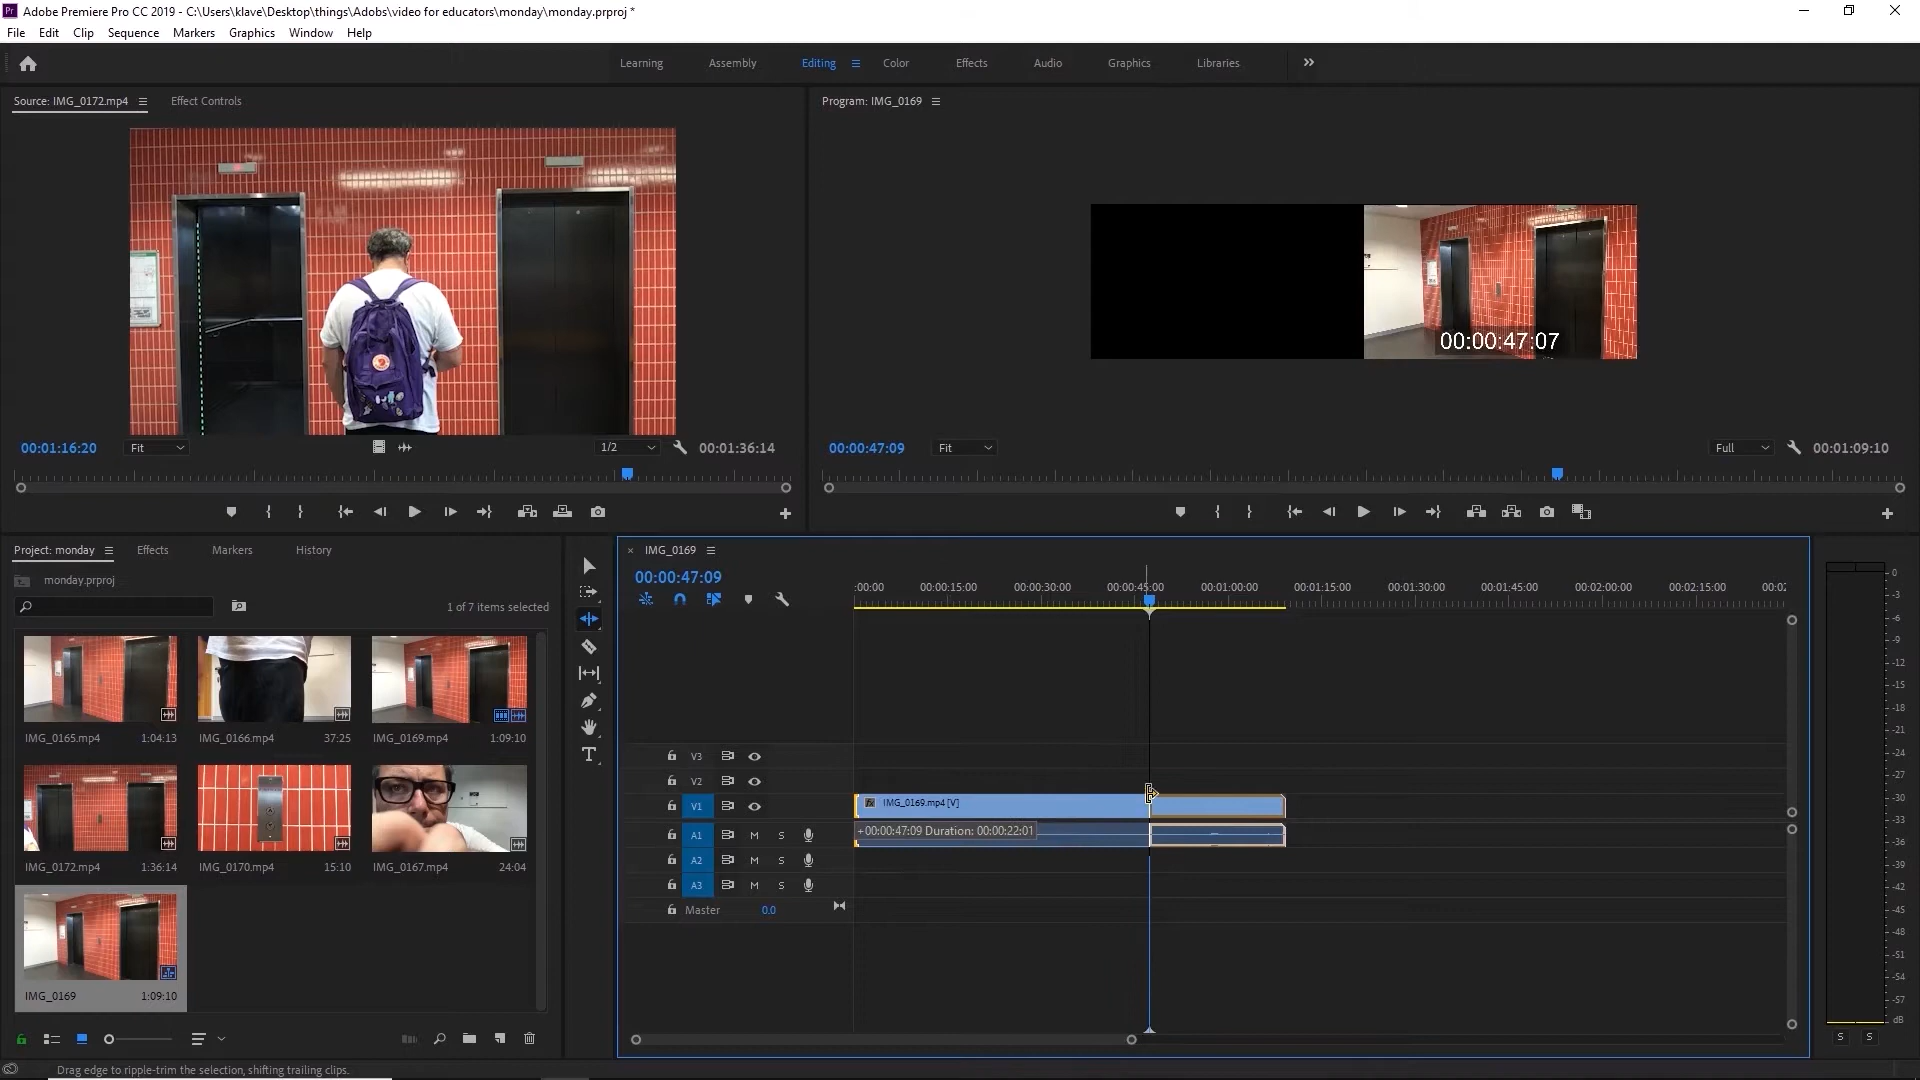 Pr Adobe Premiere Pro CC 2019 - C:\Users\klave\Desktop\things\Adobs\video for educators\monday\monday.prproj *
File Edit Clip Sequence Markers Graphics Window Help
Learning Assembly Editing Color Effects Audio Graphics Libraries
Source: IMG_0172.mp4 Effect Controls
Program: IMG_0169
00:00:47:07
00:01:16:20 Fit 1/2 00:01:36:14
00:00:47:09 Fit Full 00:01:09:10
Project: monday Effects Markers History
monday.prproj
1 of 7 items selected
IMG_0165.mp4 1:04:13 IMG_0166.mp4 37:25 IMG_0169.mp4 1:09:10
IMG_0172.mp4 1:36:14 IMG_0170.mp4 15:10 IMG_0167.mp4 24:04
IMG_0169 1:09:10
IMG_0169
00:00:47:09
:00:00 00:00:15:00 00:00:30:00 00:00:45:00 00:01:00:00 00:01:15:00 00:01:30:00 00:01:45:00 00:02:00:00 00:02:15:00 00:02
V3
V2
V1 fx IMG_0169.mp4 [V]
A1 M S +00:00:47:09 Duration: 00:00:22:01
A2 M S
A3 M S
Master 0.0
0
-3
-6
-9
-12
-15
-18
-21
-24
-27
-30
-33
-36
-39
-42
-45
-48
-51
-54
-57
dB
S S
Drag edge to ripple-trim the selection, shifting trailing clips.